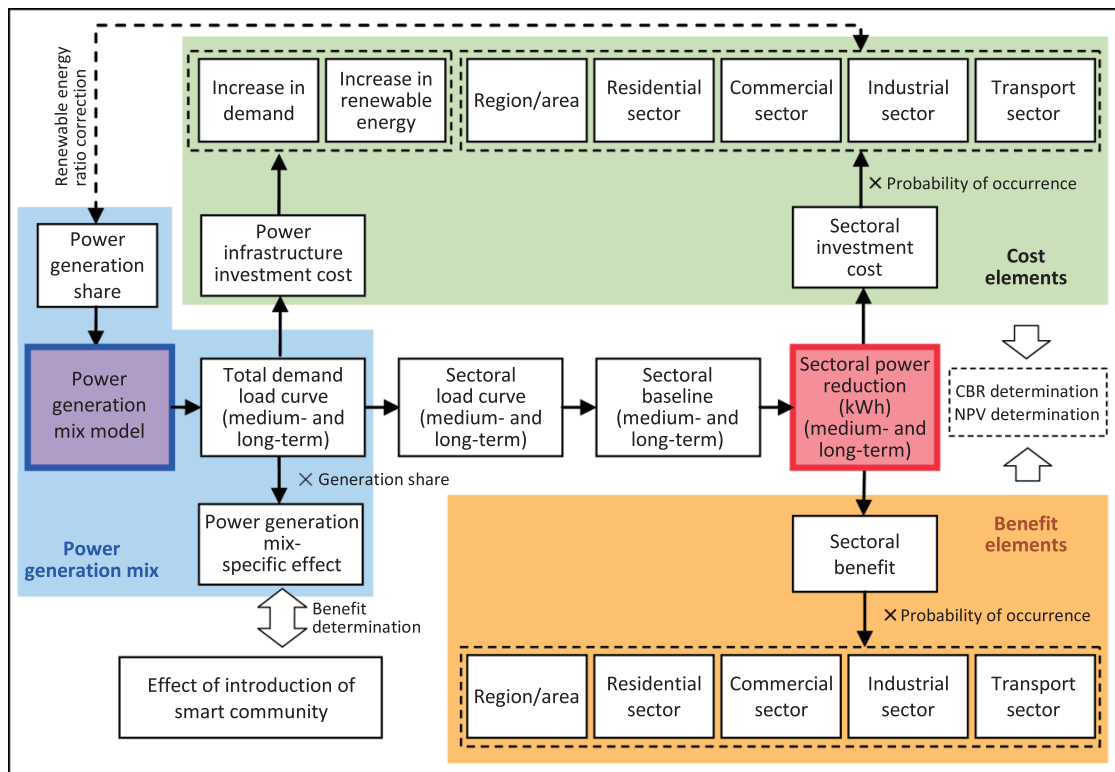 Renewable energy
ratio correction
Increase in
demand
Increase in
renewable
energy
Region/area
Residential
sector
Commercial
sector
Industrial
sector
Transport
sector
× Probability of occurrence
Power
generation
share
Power
infrastructure
investment cost
Sectoral
investment
cost
Cost
elements
Power
generation
mix model
Total demand
load curve
(medium- and
long-term)
Sectoral
load curve
(medium- and
long-term)
Sectoral
baseline
(medium- and
long-term)
Sectoral power
reduction
(kWh)
(medium- and
long-term)
CBR determination
NPV determination
× Generation share
Power generation
mix-
specific effect
Power
generation mix
Benefit
determination
Effect of introduction of
smart community
Sectoral
benefit
Benefit
elements
× Probability of occurrence
Region/area
Residential
sector
Commercial
sector
Industrial
sector
Transport
sector